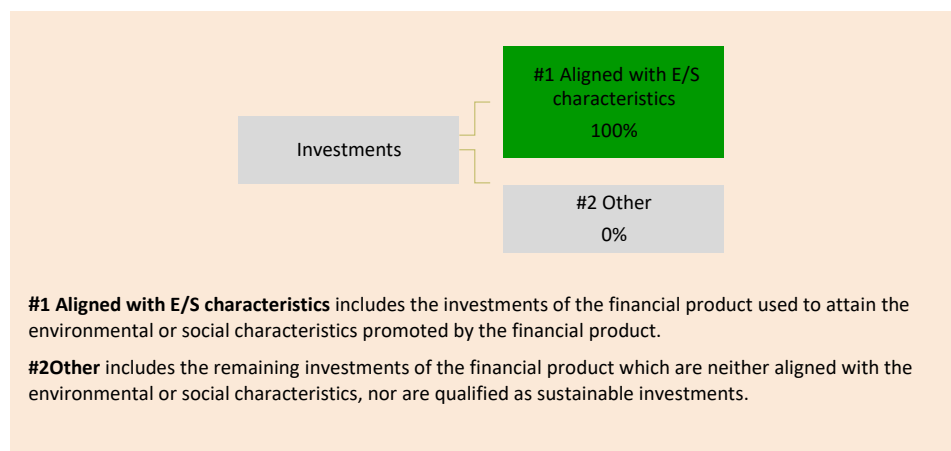 #1 Aligned with E/S
characteristics
100%
Investments
#2 Other
0%
#1 Aligned with E/S characteristics includes the investments of the financial product used to attain the
environmental or social characteristics promoted by the financial product.
#2Other includes the remaining investments of the financial product which are neither aligned with the
environmental or social characteristics, nor are qualified as sustainable investments.